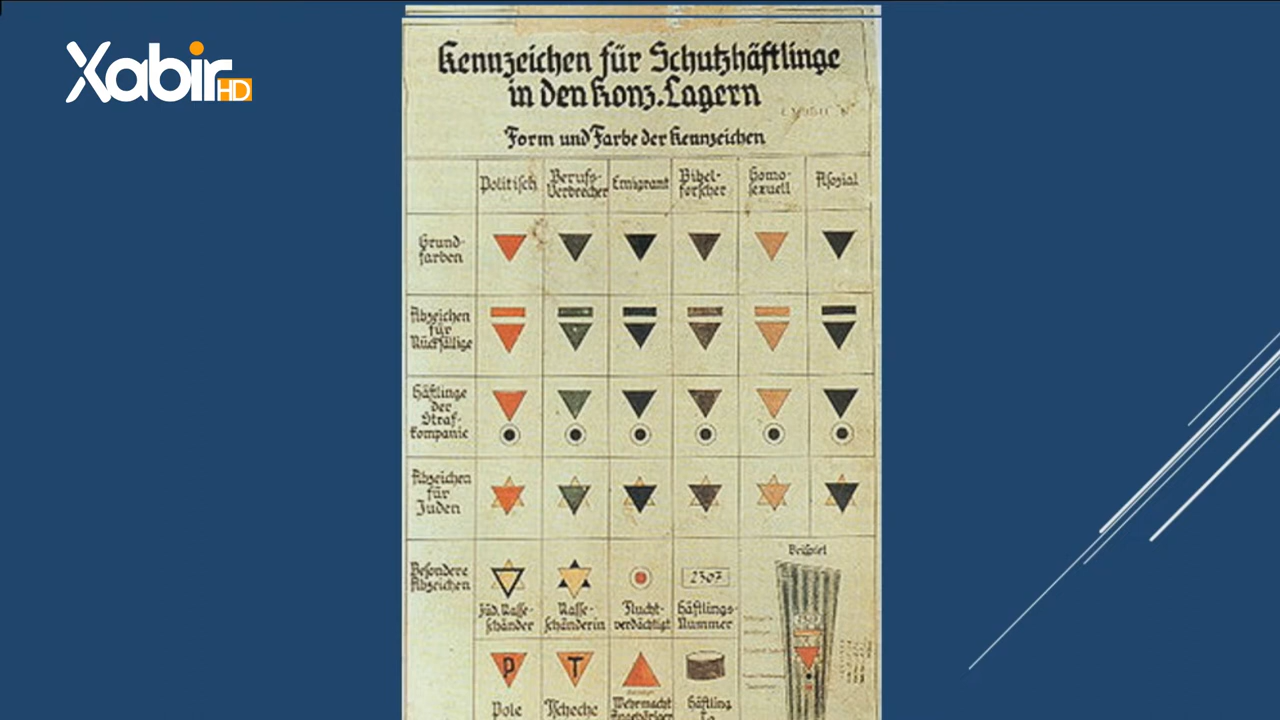 Xabir HD
Kennzeichen für Schutzhäftlinge
in den Konz.Lagern
Form und Farbe der Kennzeichen
Politisch
Berufs-
Verbrecher
Emigrant
Bibel-
forscher
Homo-
sexuell
Asozial
Grund-
farben
Abzeichen
für
Rückfällige
Häftlinge
der
Straf-
kompanie
Abzeichen
für
Juden
Besondere
Abzeichen
Jüd. Rasse-
schänder
Rasse-
schänderin
Flucht-
verdächtigt
2307
Häftlings-
Nummer
Beispiel
P
Pole
T
Tscheche
Wehrmacht
Angehöriger
Häftling